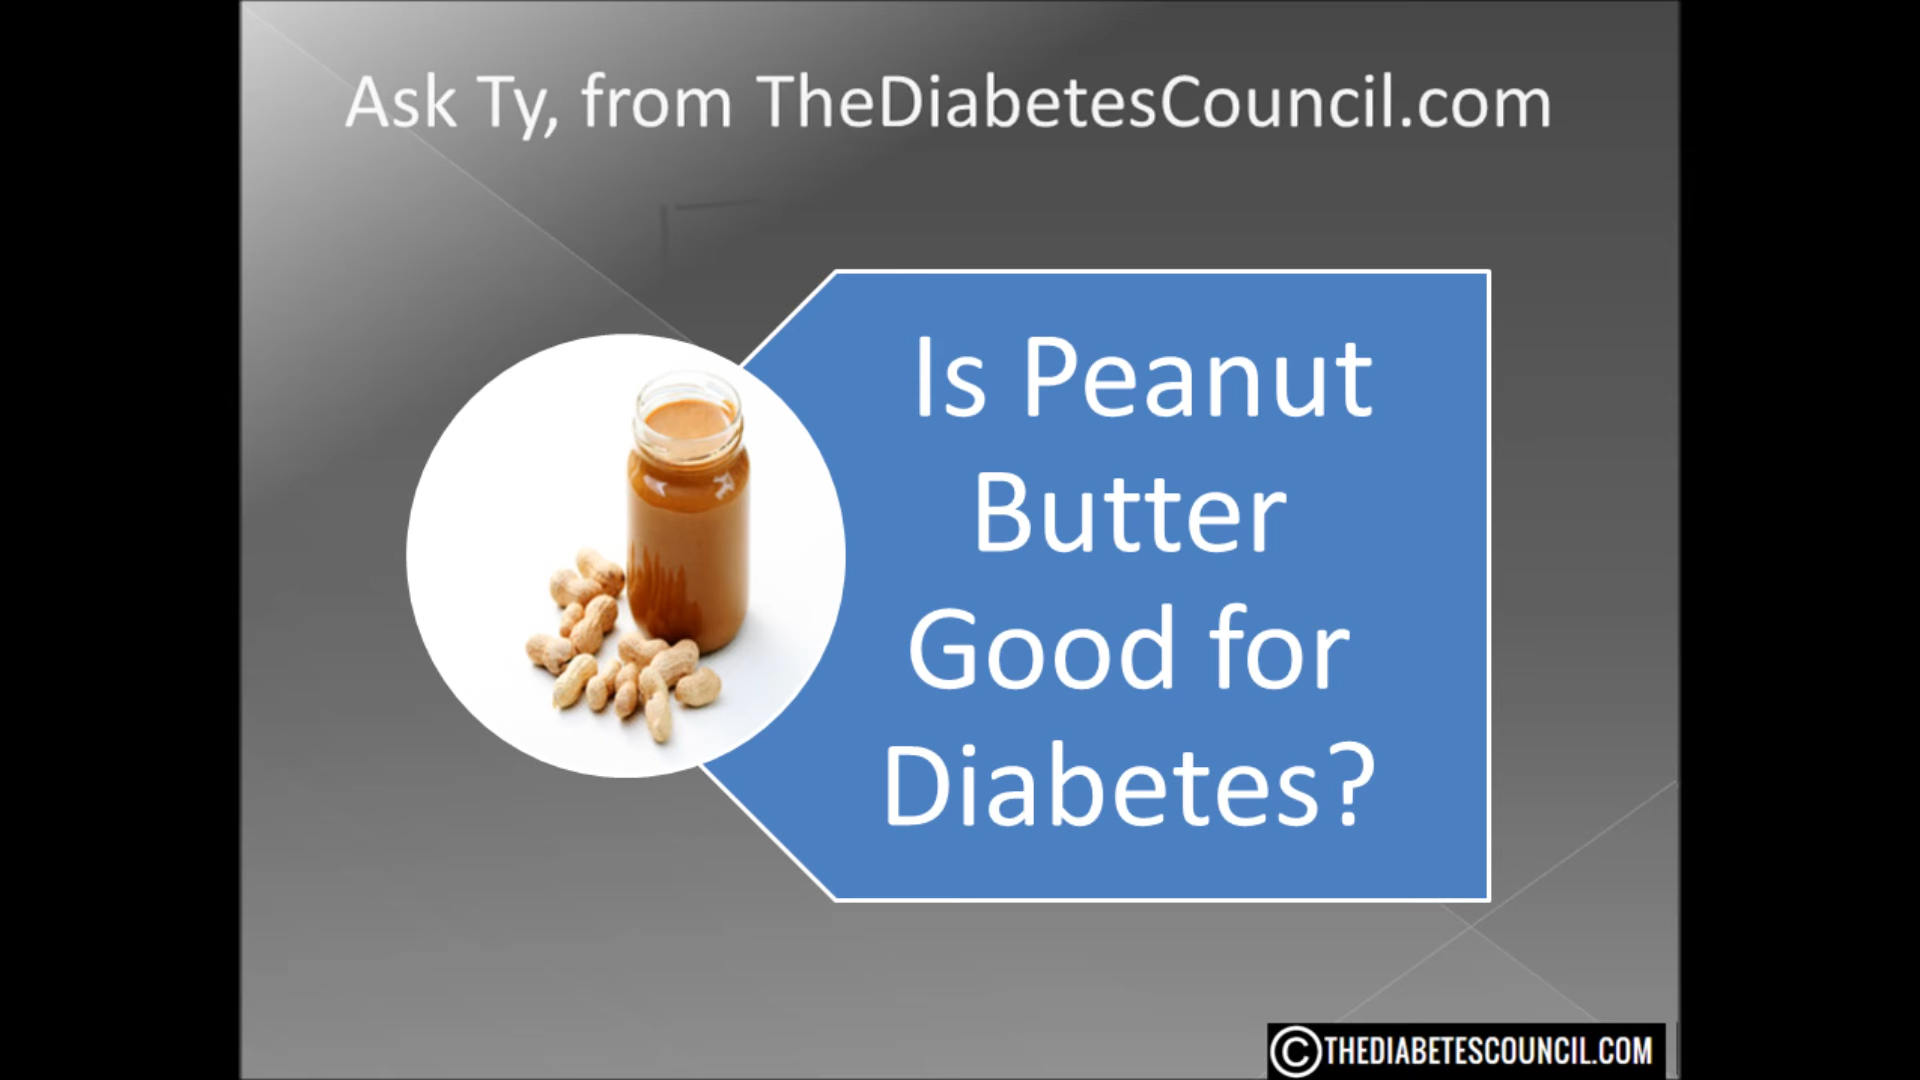 Ask Ty, from TheDiabetesCouncil.com
Is Peanut
Butter
Good for
Diabetes?
©THEDIABETESCOUNCIL.COM